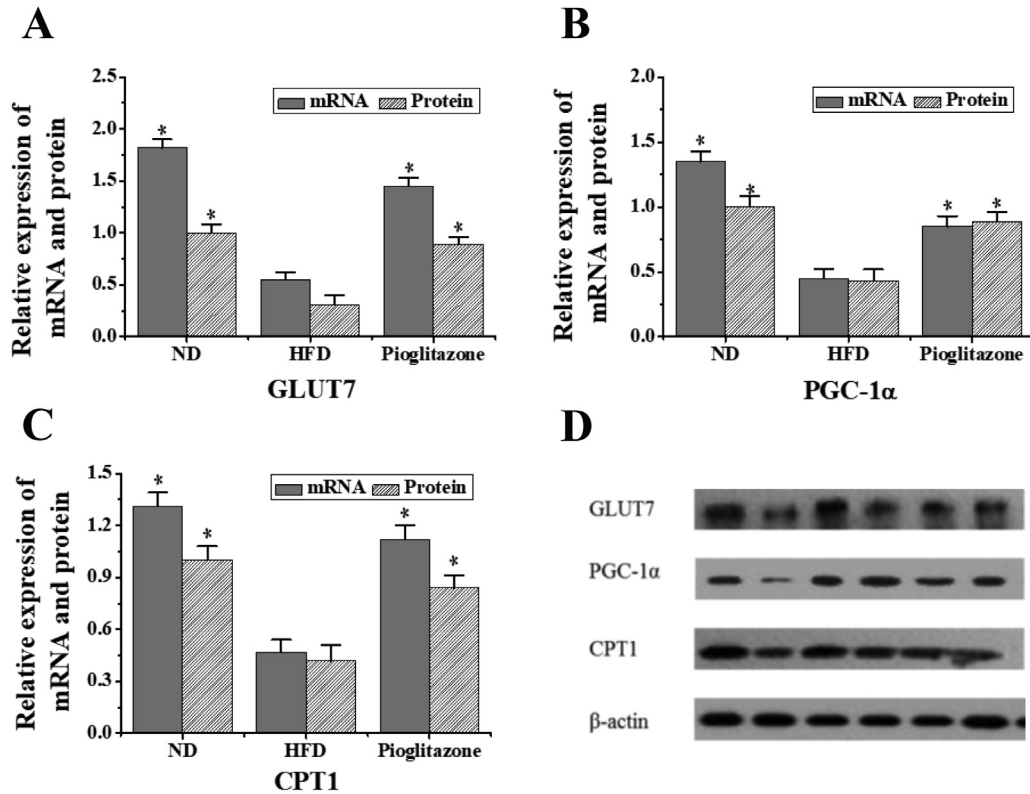 A
Relative expression of
mRNA and protein
2.5
2.0
1.5
1.0
0.5
0.0
mRNA Protein
*
*
*
*
ND HFD Pioglitazone
GLUT7
B
Relative expression of
mRNA and protein
2.0
1.5
1.0
0.5
0.0
mRNA Protein
*
*
*
*
ND HFD Pioglitazone
PGC-1α
C
Relative expression of
mRNA and protein
1.5
1.2
0.9
0.6
0.3
0.0
mRNA Protein
*
*
*
*
ND HFD Pioglitazone
CPT1
D
GLUT7
PGC-1α
CPT1
β-actin